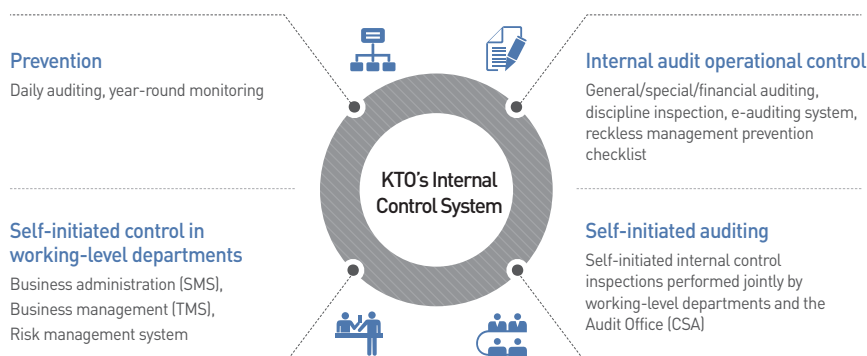 Prevention
Daily auditing, year-round monitoring
Internal audit operational control
General/special/financial auditing,
discipline inspection, e-auditing system,
reckless management prevention
checklist
KTO's Internal
Control System
Self-initiated control in
working-level departments
Business administration (SMS),
Business management (TMS),
Risk management system
Self-initiated auditing
Self-initiated internal control
inspections performed jointly by
working-level departments and the
Audit Office (CSA)